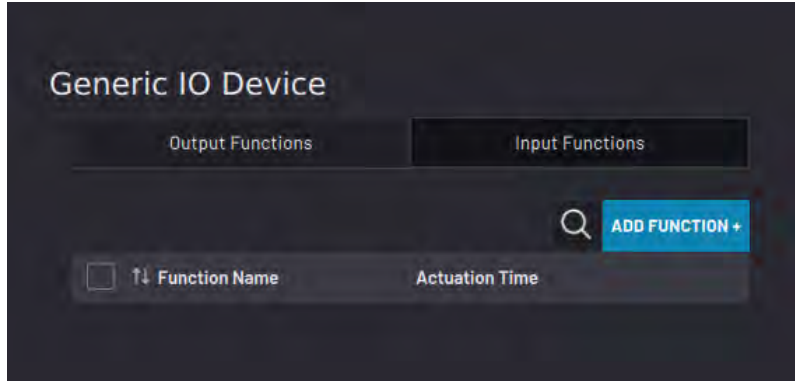 Generic IO Device
Output Functions
Input Functions
ADD FUNCTION +
Function Name
Actuation Time